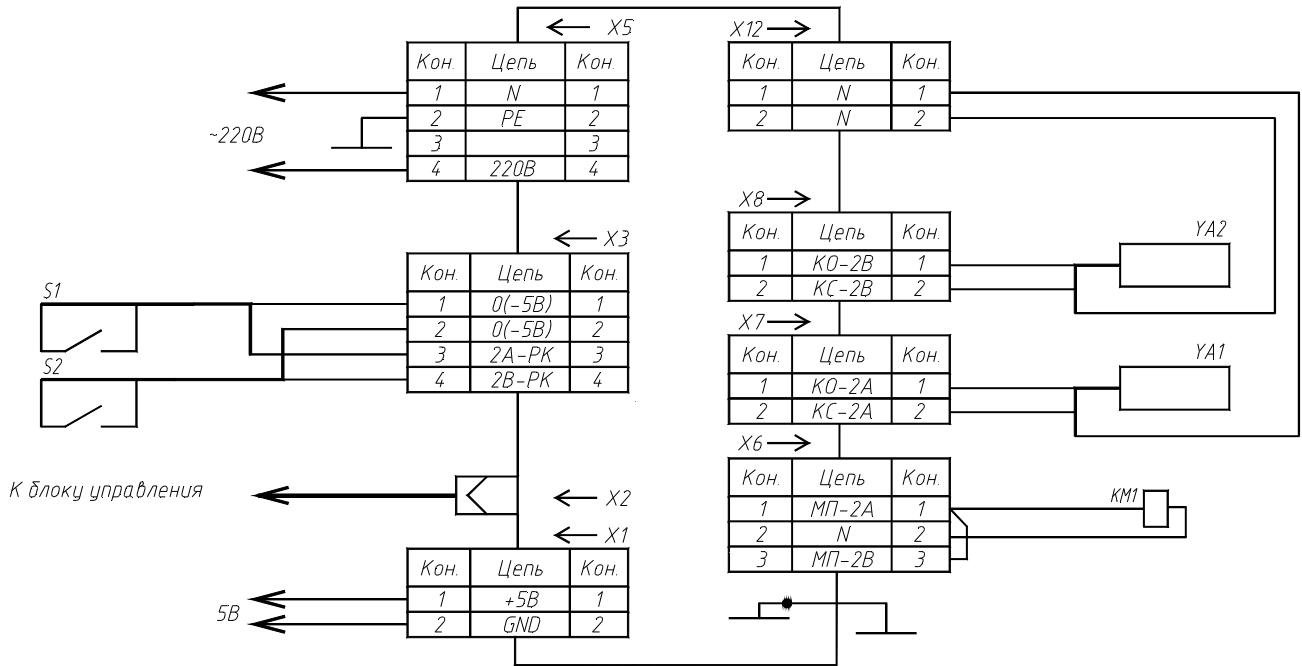 X5
Кон. Цепь Кон.
1 N 1
2 PE 2
3 3
4 220В 4
~220В
X3
Кон. Цепь Кон.
1 0(-5В) 1
2 0(-5В) 2
3 2А-РК 3
4 2В-РК 4
S1
S2
К блоку управления
X2
X1
Кон. Цепь Кон.
1 +5В 1
2 GND 2
5В
X12
Кон. Цепь Кон.
1 N 1
2 N 2
X8
Кон. Цепь Кон.
1 КО-2В 1
2 КС-2В 2
YA2
X7
Кон. Цепь Кон.
1 КО-2А 1
2 КС-2А 2
YA1
X6
Кон. Цепь Кон.
1 МП-2А 1
2 N 2
3 МП-2В 3
КМ1